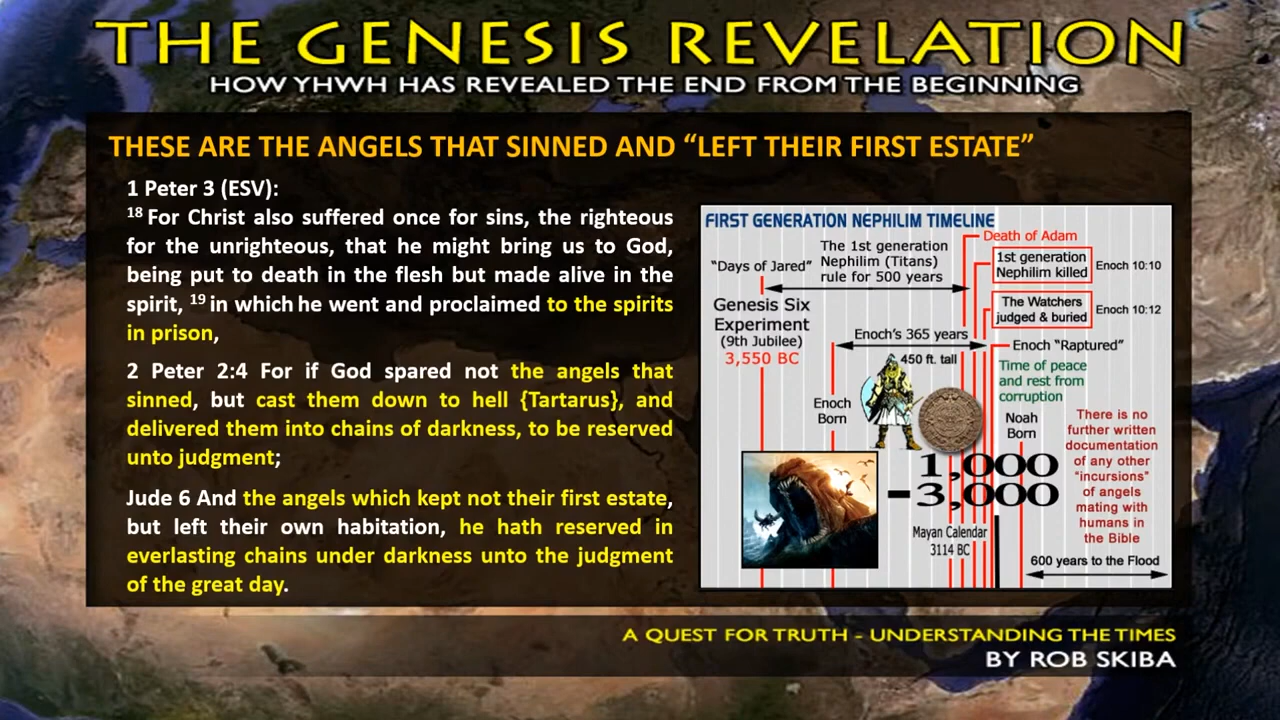 THE GENESIS REVELATION
HOW YHWH HAS REVEALED THE END FROM THE BEGINNING
THESE ARE THE ANGELS THAT SINNED AND “LEFT THEIR FIRST ESTATE”
1 Peter 3 (ESV):
18 For Christ also suffered once for sins, the righteous
for the unrighteous, that he might bring us to God,
being put to death in the flesh but made alive in the
spirit, 19 in which he went and proclaimed to the spirits
in prison,
2 Peter 2:4 For if God spared not the angels that
sinned, but cast them down to hell {Tartarus}, and
delivered them into chains of darkness, to be reserved
unto judgment;
Jude 6 And the angels which kept not their first estate,
but left their own habitation, he hath reserved in
everlasting chains under darkness unto the judgment
of the great day.
FIRST GENERATION NEPHILIM TIMELINE
“Days of Jared”
The 1st generation
Nephilim (Titans)
rule for 500 years
Death of Adam
1st generation
Nephilim killed
Enoch 10:10
The Watchers
judged & buried
Enoch 10:12
Genesis Six
Experiment
(9th Jubilee)
3,550 BC
Enoch's 365 years
Enoch “Raptured”
450 ft. tall
Time of peace
and rest from
corruption
Enoch
Born
Noah
Born
There is no
further written
documentation
of any other
“incursions”
of angels
mating with
humans in
the Bible
1,000
-3,000
Mayan Calendar
3114 BC
600 years to the Flood
A QUEST FOR TRUTH - UNDERSTANDING THE TIMES
BY ROB SKIBA